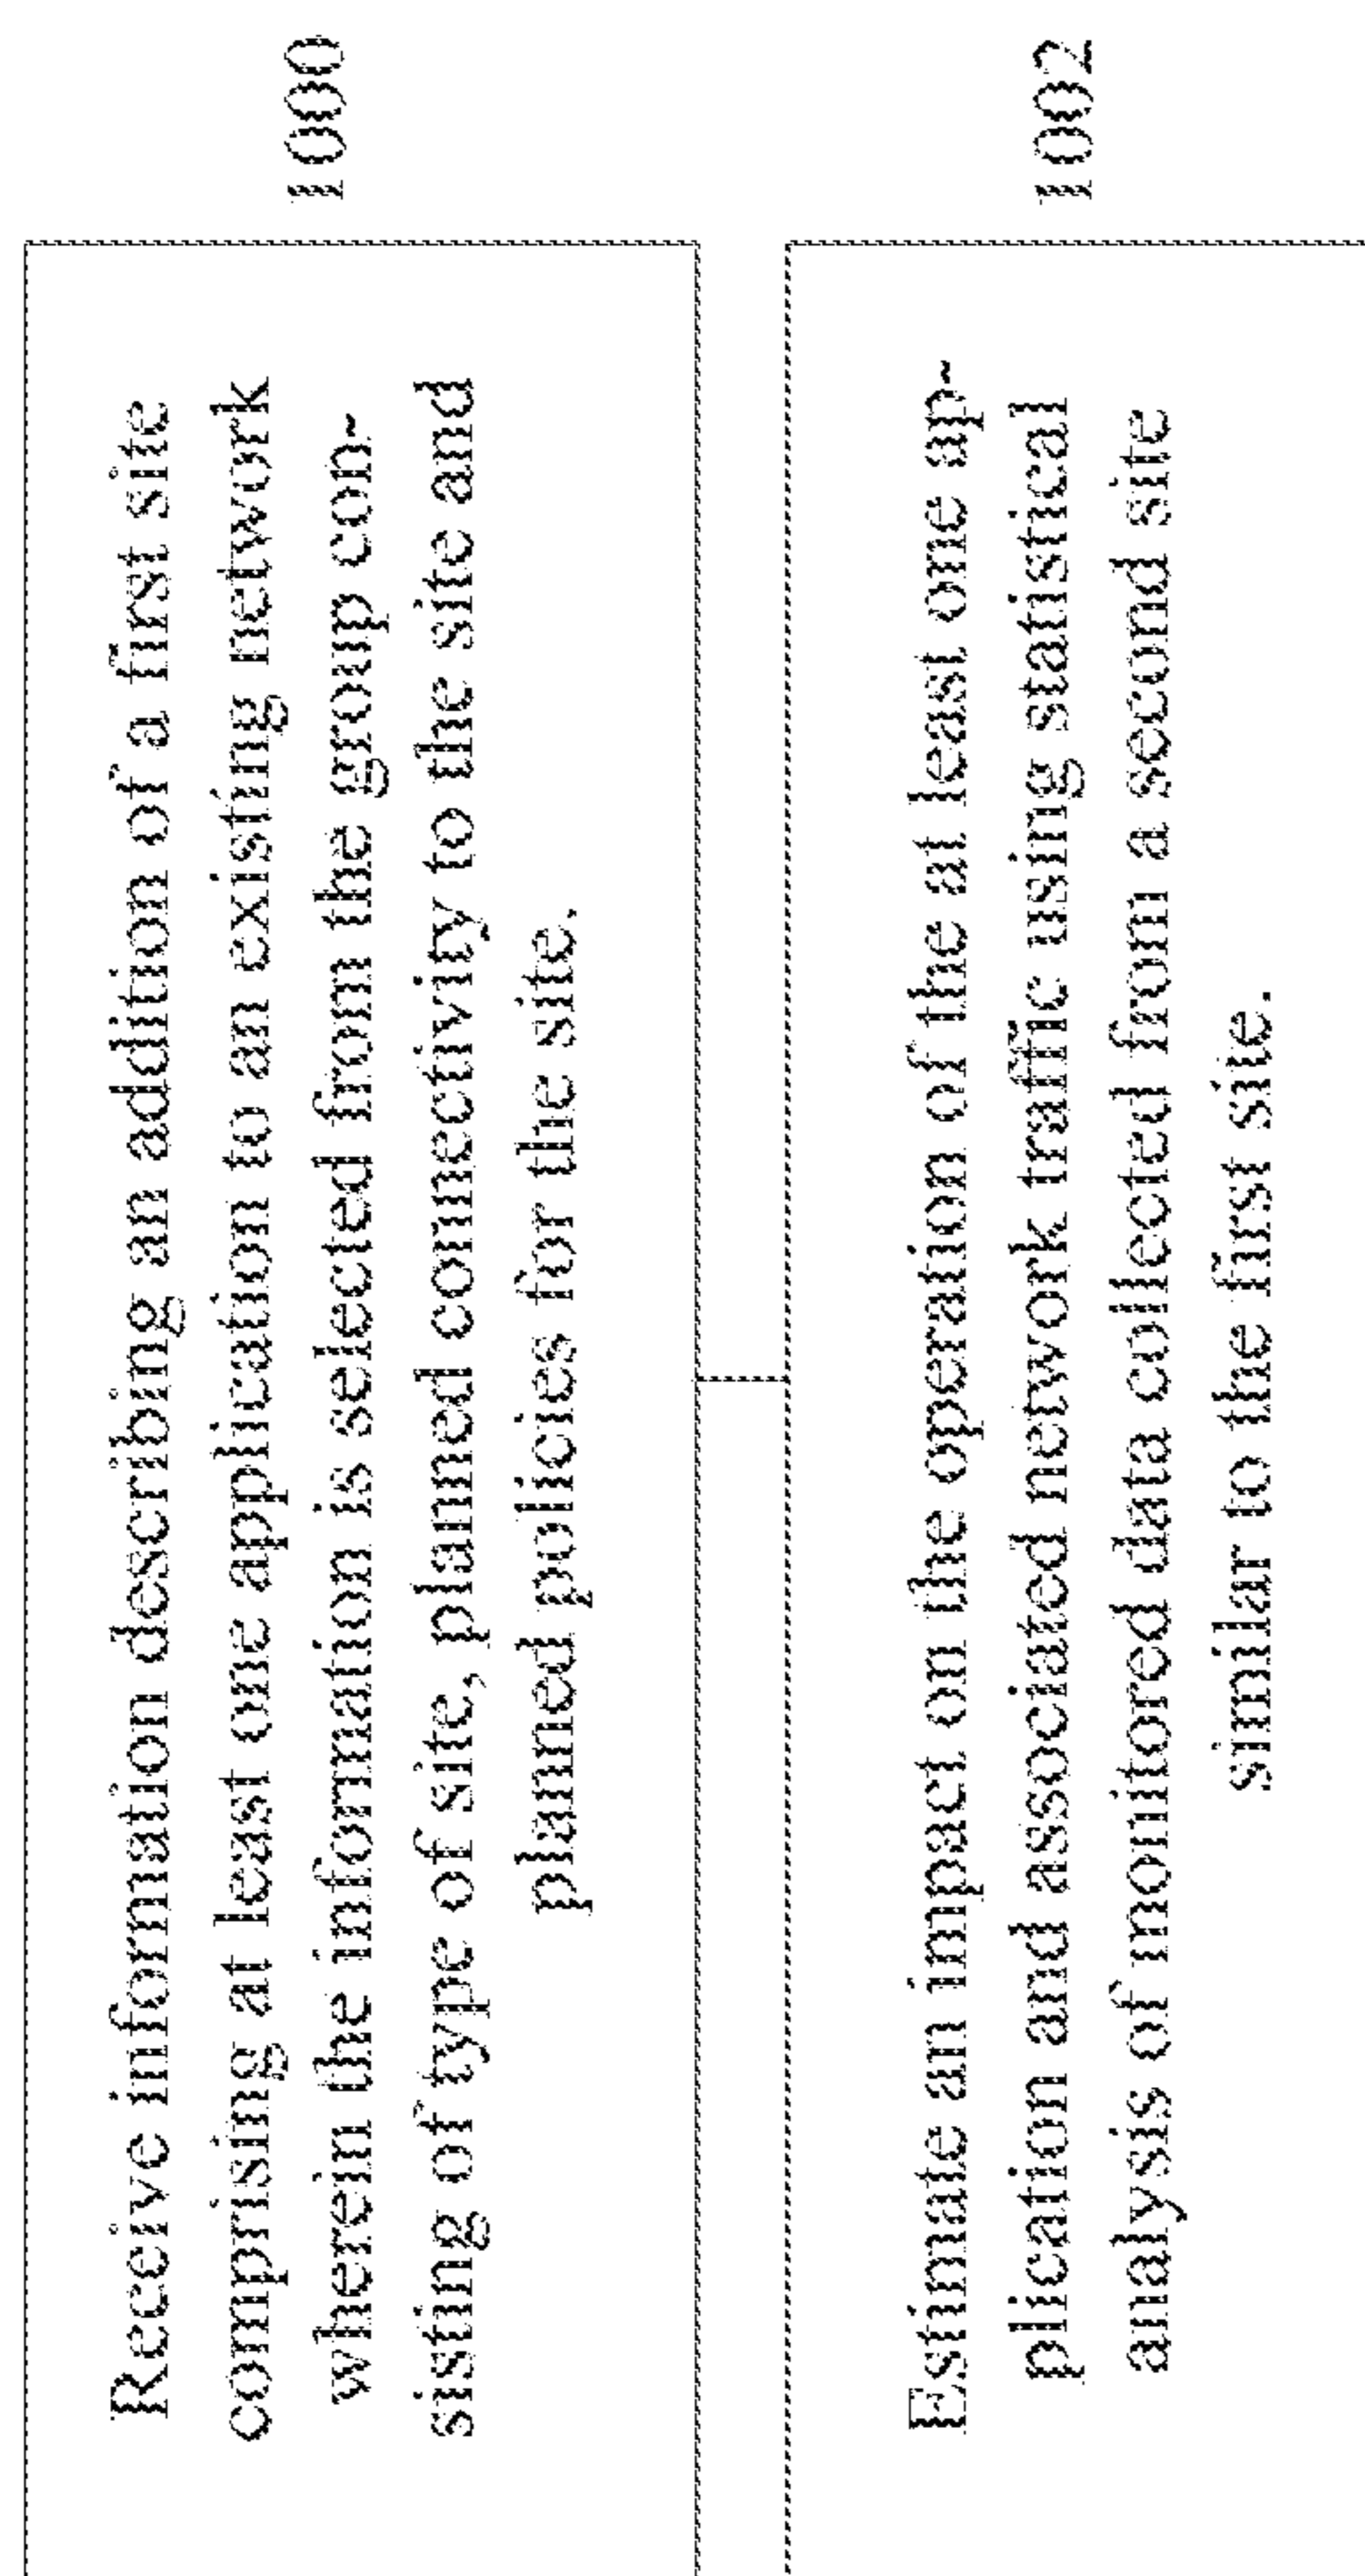 Receive information describing an addition of a first site
comprising at least one application to an existing network
wherein the information is selected from the group con-
sisting of type of site, planned connectivity to the site and
planned policies for the site.
1000
Estimate an impact on the operation of the at least one ap-
plication and associated network traffic using statistical
analysis of monitored data collected from a second site
similar to the first site.
1002